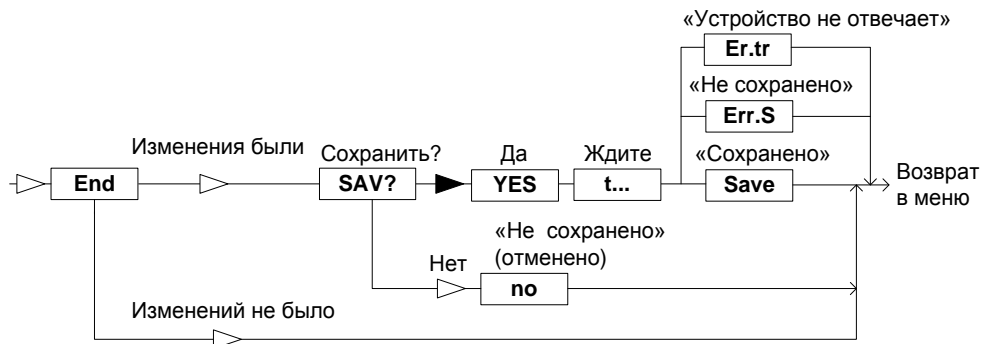 «Устройство не отвечает»
Er.tr
«Не сохранено»
Err.S
Изменения были
Сохранить?
Да
Ждите
«Сохранено»
End
SAV?
YES
t...
Save
Возврат
в меню
«Не сохранено»
(отменено)
Нет
no
Изменений не было